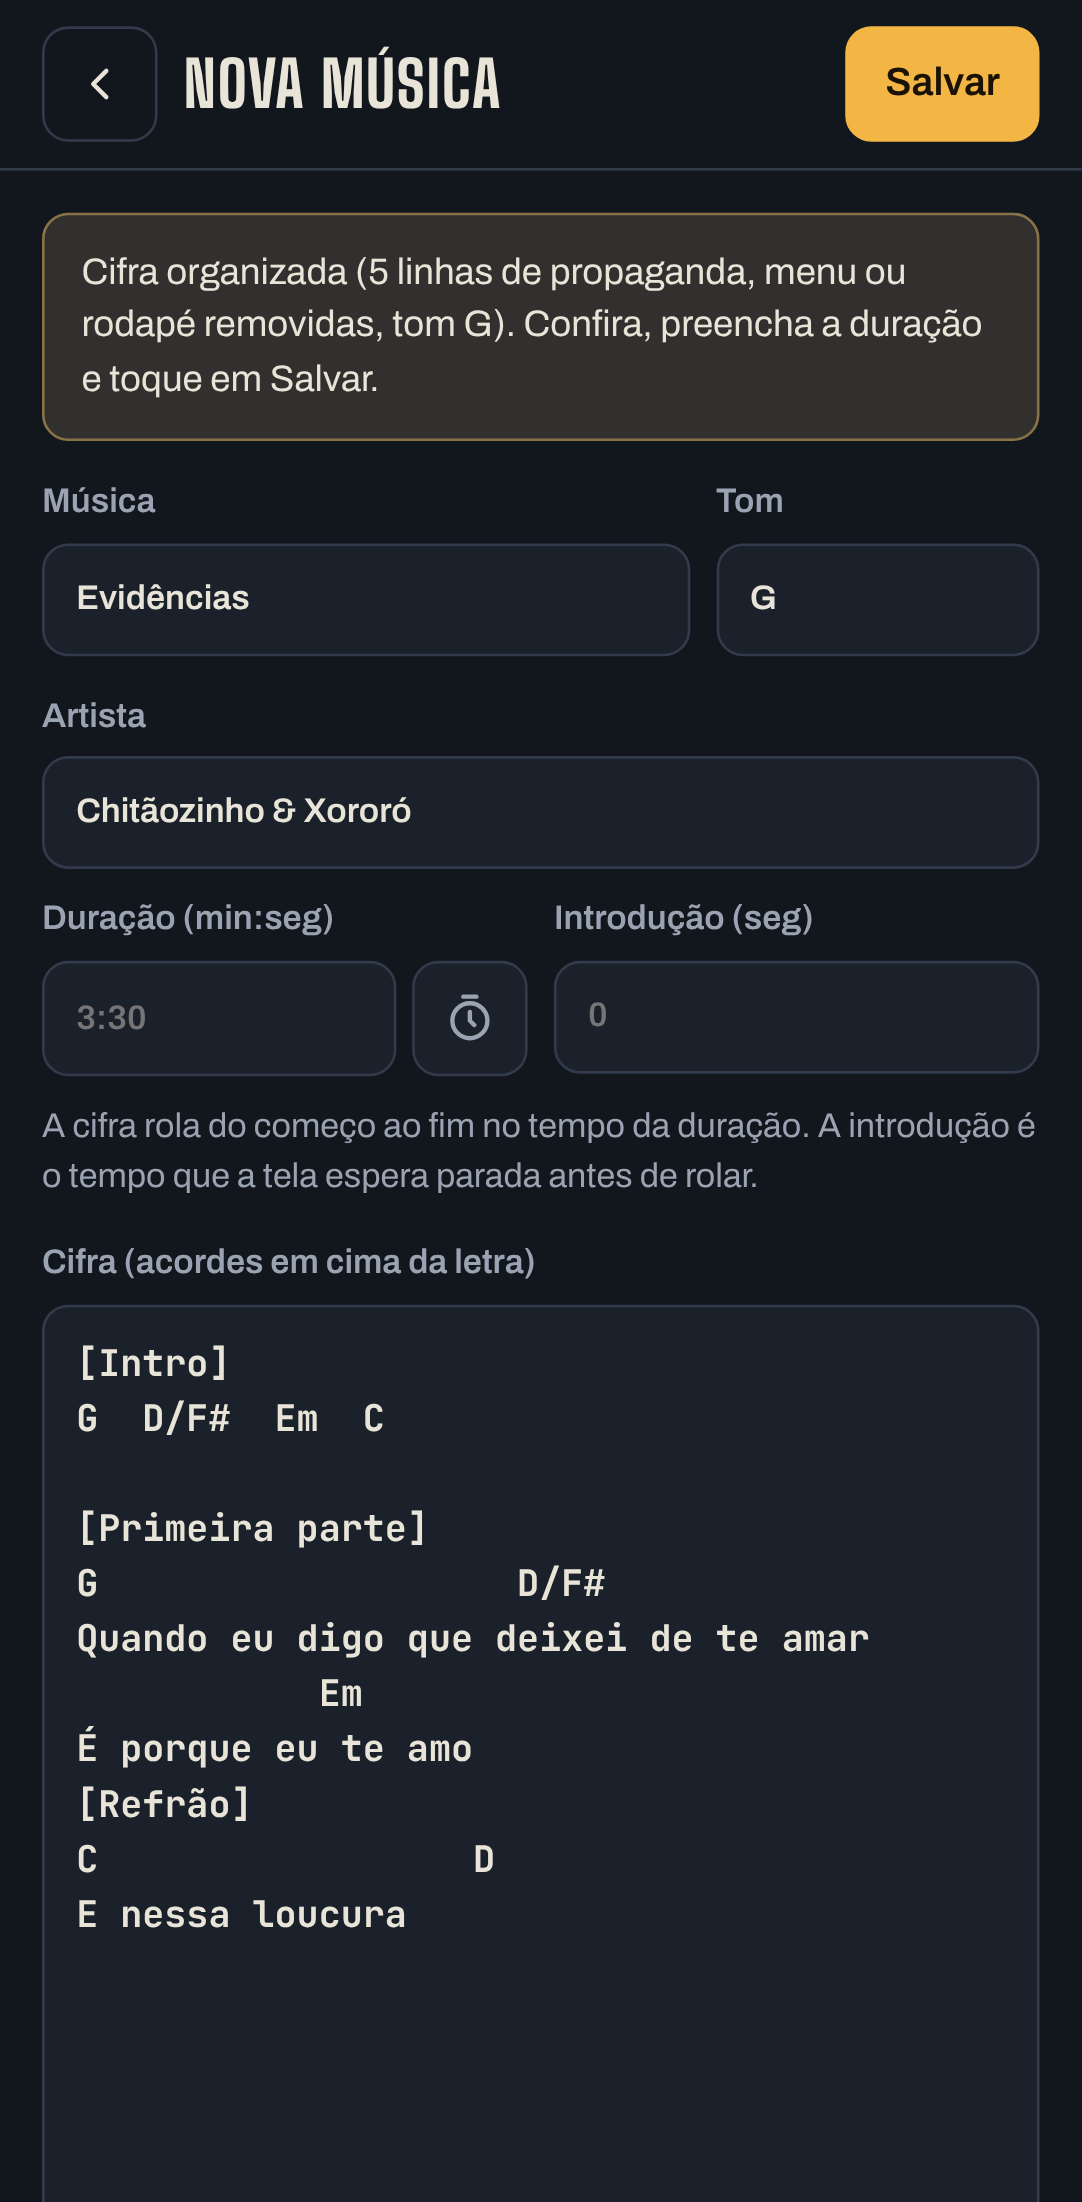 NOVA MÚSICA
Salvar
Cifra organizada (5 linhas de propaganda, menu ou
rodapé removidas, tom G). Confira, preencha a duração
e toque em Salvar.
Música
Tom
Evidências
G
Artista
Chitãozinho & Xororó
Duração (min:seg)
Introdução (seg)
3:30
0
A cifra rola do começo ao fim no tempo da duração. A introdução é
o tempo que a tela espera parada antes de rolar.
Cifra (acordes em cima da letra)
[Intro]
G  D/F#  Em  C
[Primeira parte]
G                   D/F#
Quando eu digo que deixei de te amar
           Em
É porque eu te amo
[Refrão]
C                 D
E nessa loucura